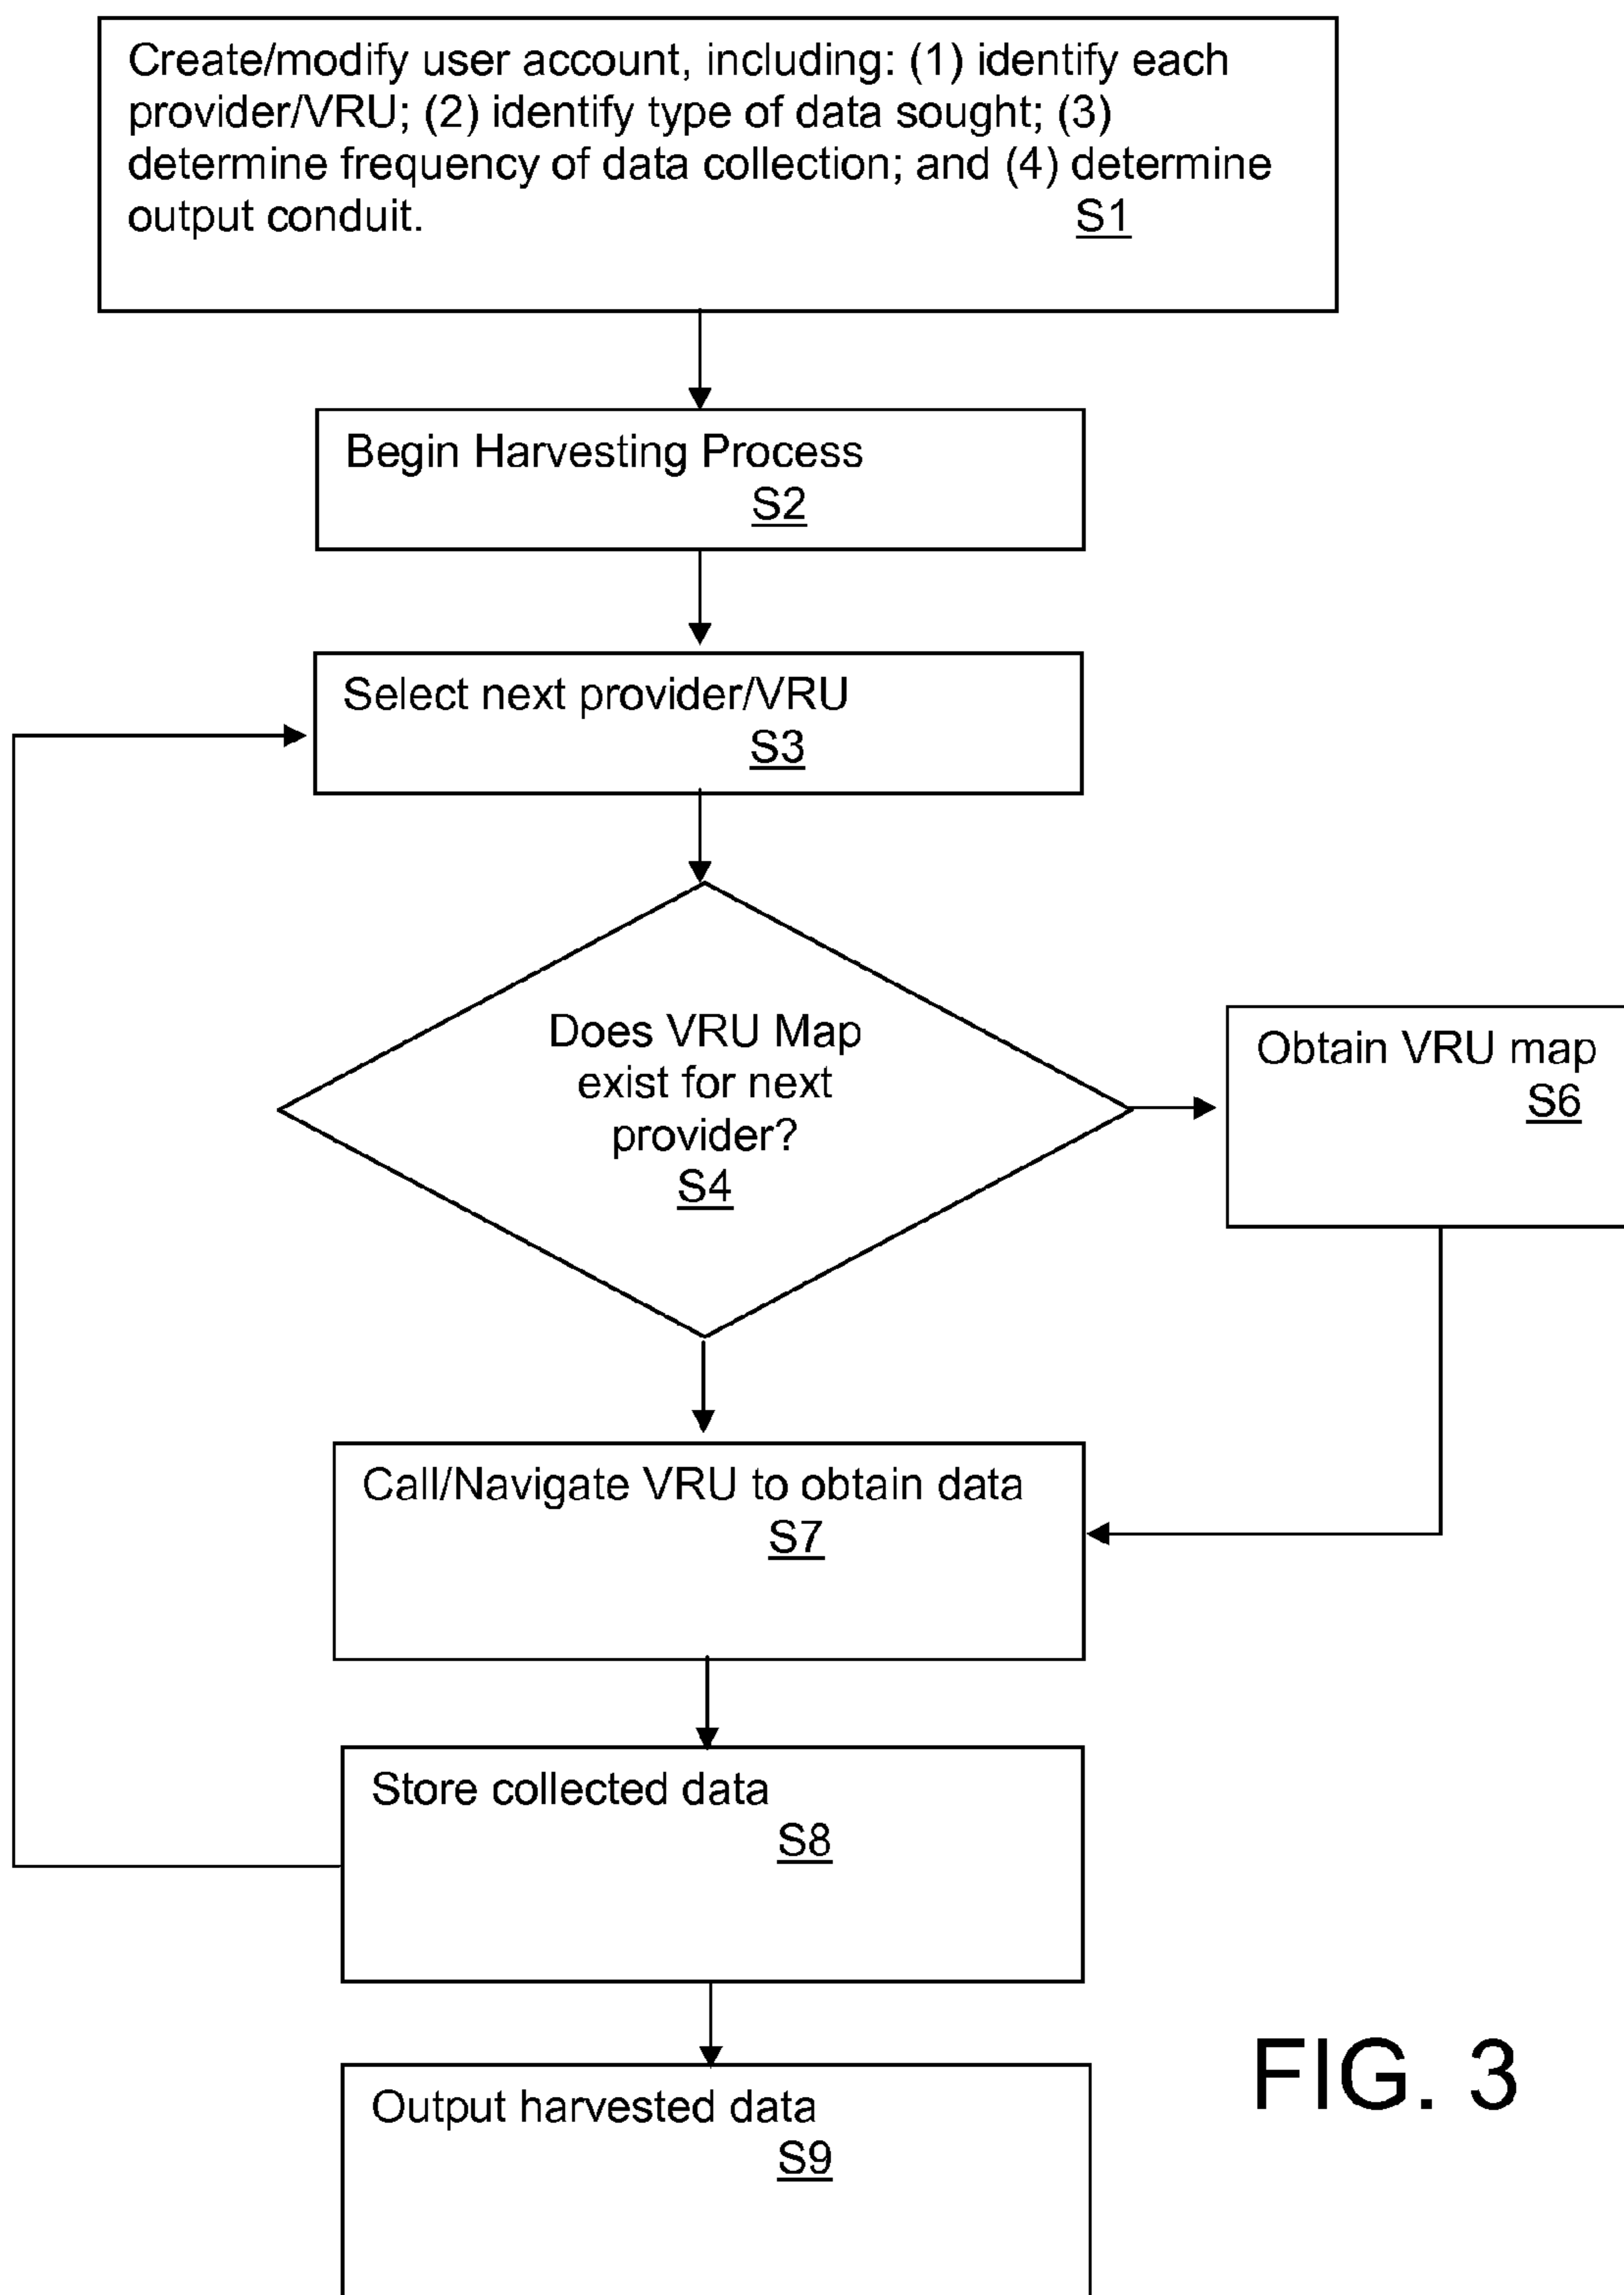 Create/modify user account, including: (1) identify each
provider/VRU; (2) identify type of data sought; (3)
determine frequency of data collection; and (4) determine
output conduit.
S1
Begin Harvesting Process
S2
Select next provider/VRU
S3
Does VRU Map
exist for next
provider?
S4
Obtain VRU map
S6
Call/Navigate VRU to obtain data
S7
Store collected data
S8
Output harvested data
S9
FIG. 3